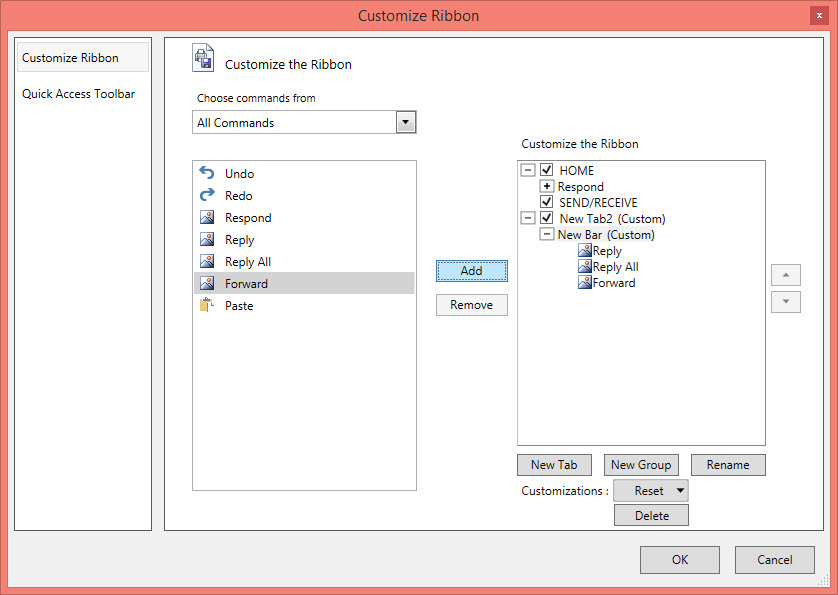 Customize Ribbon
x
Customize Ribbon
Quick Access Toolbar
Customize the Ribbon
Choose commands from
All Commands
Undo
Redo
Respond
Reply
Reply All
Forward
Paste
Add
Remove
Customize the Ribbon
HOME
Respond
SEND/RECEIVE
New Tab2 (Custom)
New Bar (Custom)
Reply
Reply All
Forward
New Tab New Group Rename
Customizations : Reset
Delete
OK Cancel